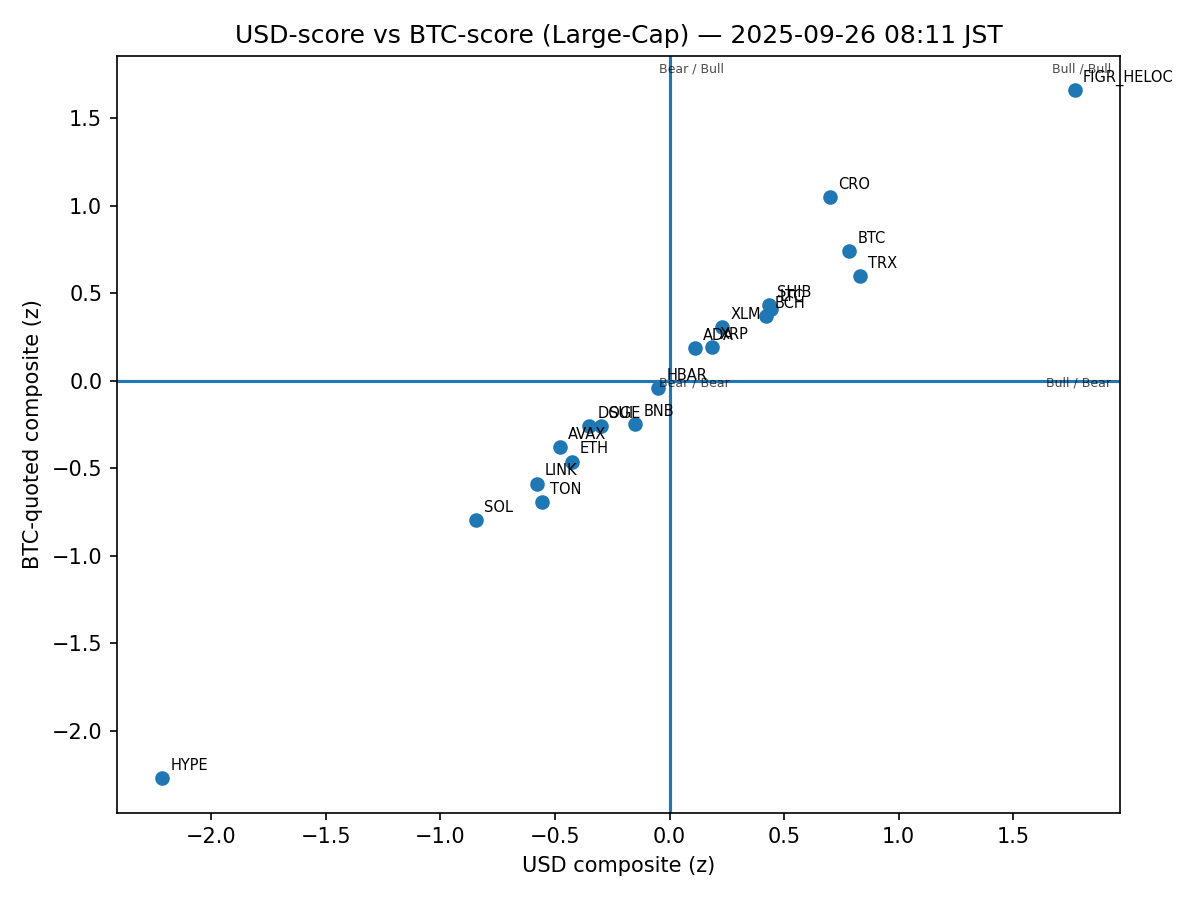 USD-score vs BTC-score (Large-Cap) — 2025-09-26 08:11 JST
Bear / Bull
Bull / Bull
FIGR_HELOC
CRO
BTC
TRX
SHIB
LTC
BCH
XLM
ADA
XRP
HBAR
Bear / Bear
Bull / Bear
DOGE
SUI
BNB
AVAX
ETH
LINK
TON
SOL
HYPE
1.5
1.0
0.5
0.0
−0.5
−1.0
−1.5
−2.0
BTC-quoted composite (z)
−2.0
−1.5
−1.0
−0.5
0.0
0.5
1.0
1.5
USD composite (z)